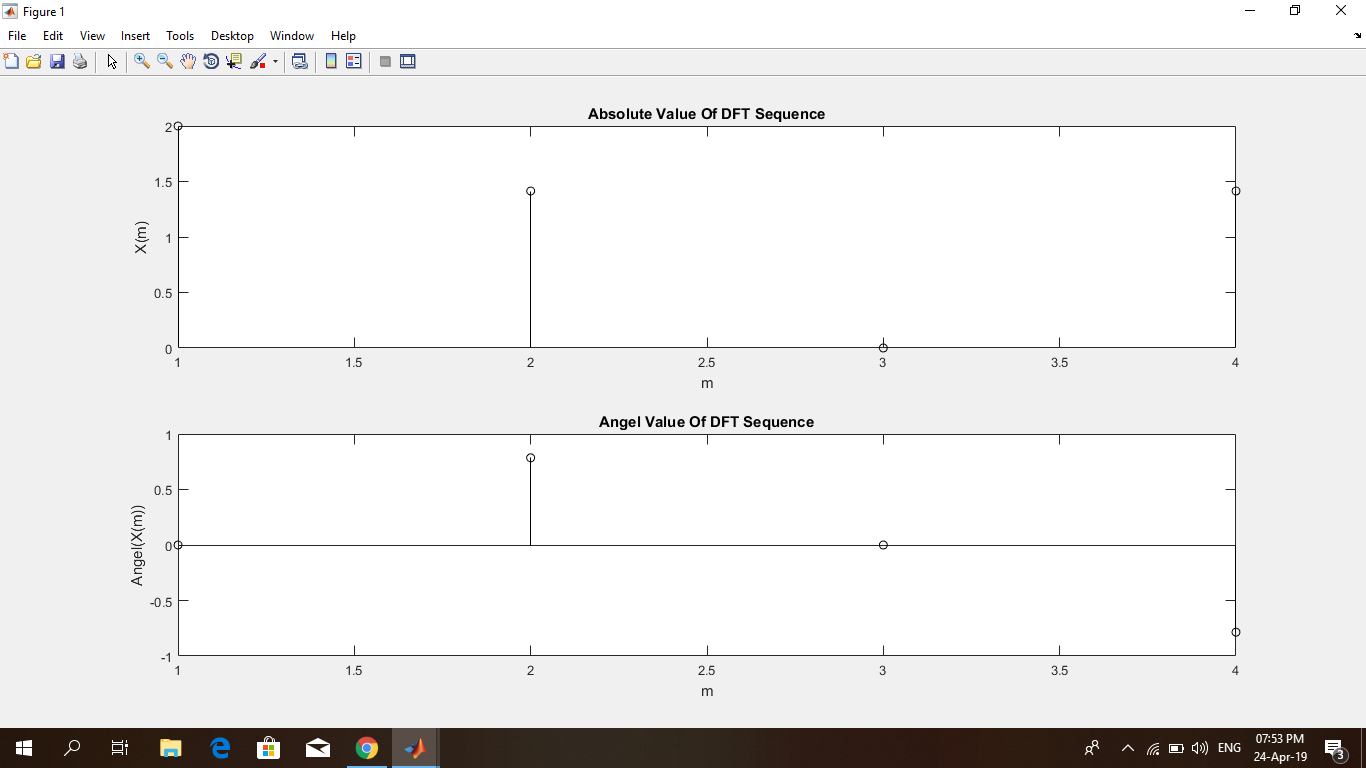 Figure 1
File Edit View Insert Tools Desktop Window Help
Absolute Value Of DFT Sequence
2
1.5
1
0.5
0
X(m)
1 1.5 2 2.5 3 3.5 4
m
Angel Value Of DFT Sequence
1
0.5
0
-0.5
-1
Angel(X(m))
1 1.5 2 2.5 3 3.5 4
m
ENG
07:53 PM
24-Apr-19
3